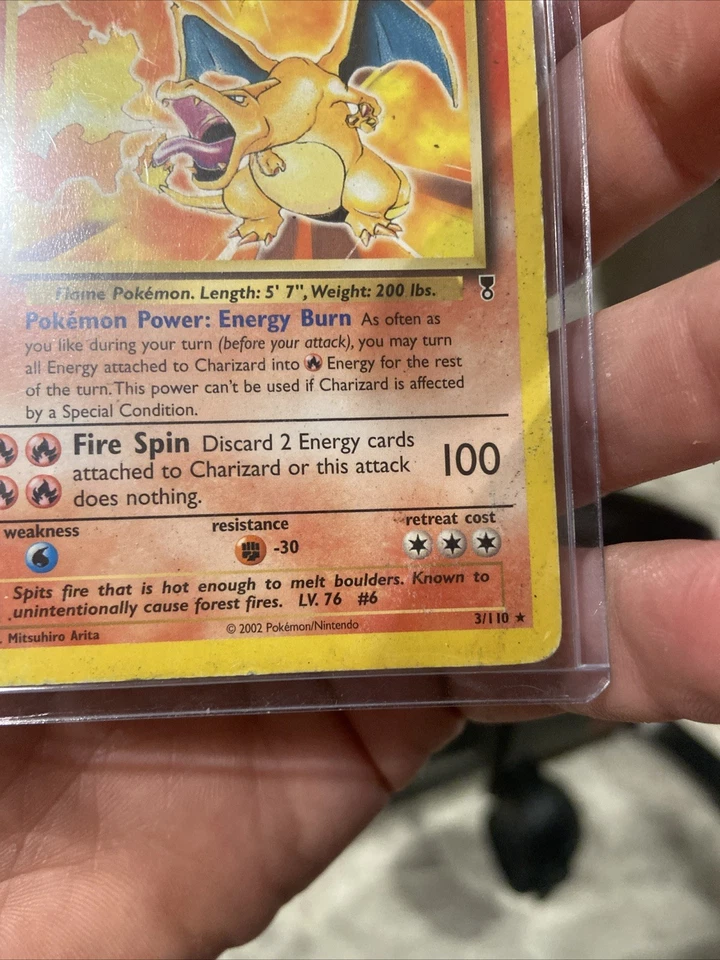 Flame Pokémon. Length: 5' 7", Weight: 200 lbs.
Pokémon Power: Energy Burn As often as
you like during your turn (before your attack), you may turn
all Energy attached to Charizard into Energy for the rest
of the turn. This power can't be used if Charizard is affected
by a Special Condition.
Fire Spin Discard 2 Energy cards
attached to Charizard or this attack
does nothing.
100
weakness
resistance
retreat cost
-30
Spits fire that is hot enough to melt boulders. Known to
unintentionally cause forest fires. LV. 76 #6
. Mitsuhiro Arita
© 2002 Pokémon/Nintendo
3/110 ★